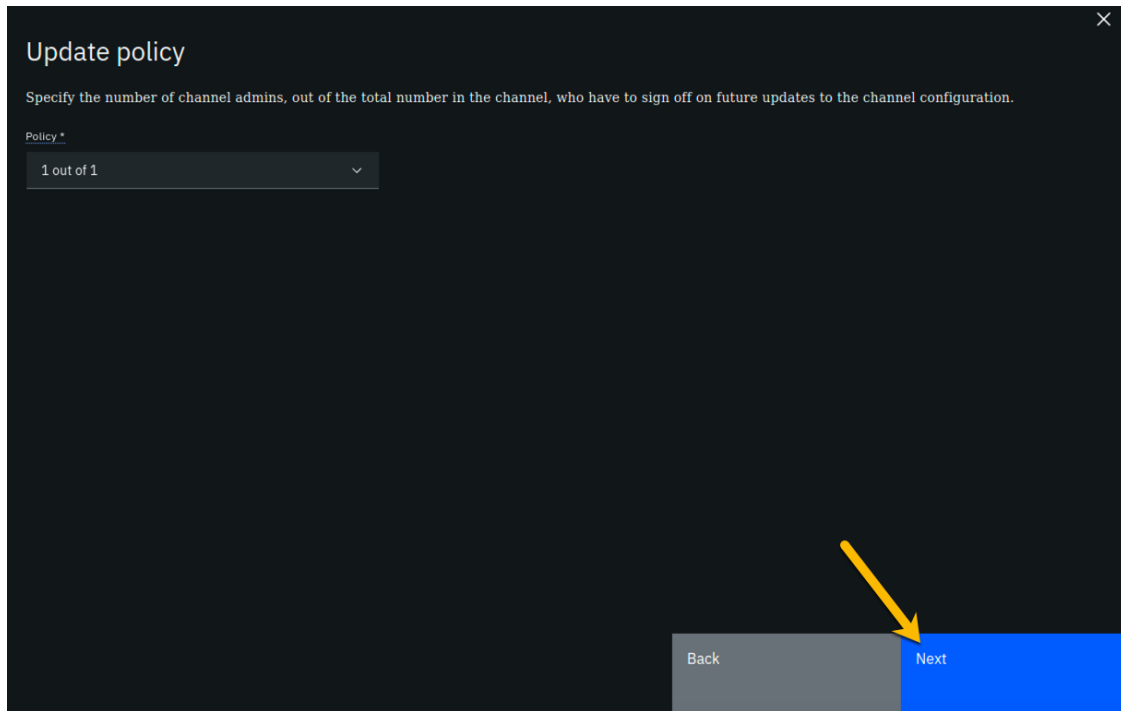 Update policy
Specify the number of channel admins, out of the total number in the channel, who have to sign off on future updates to the channel configuration.
Policy *
1 out of 1
Back
Next